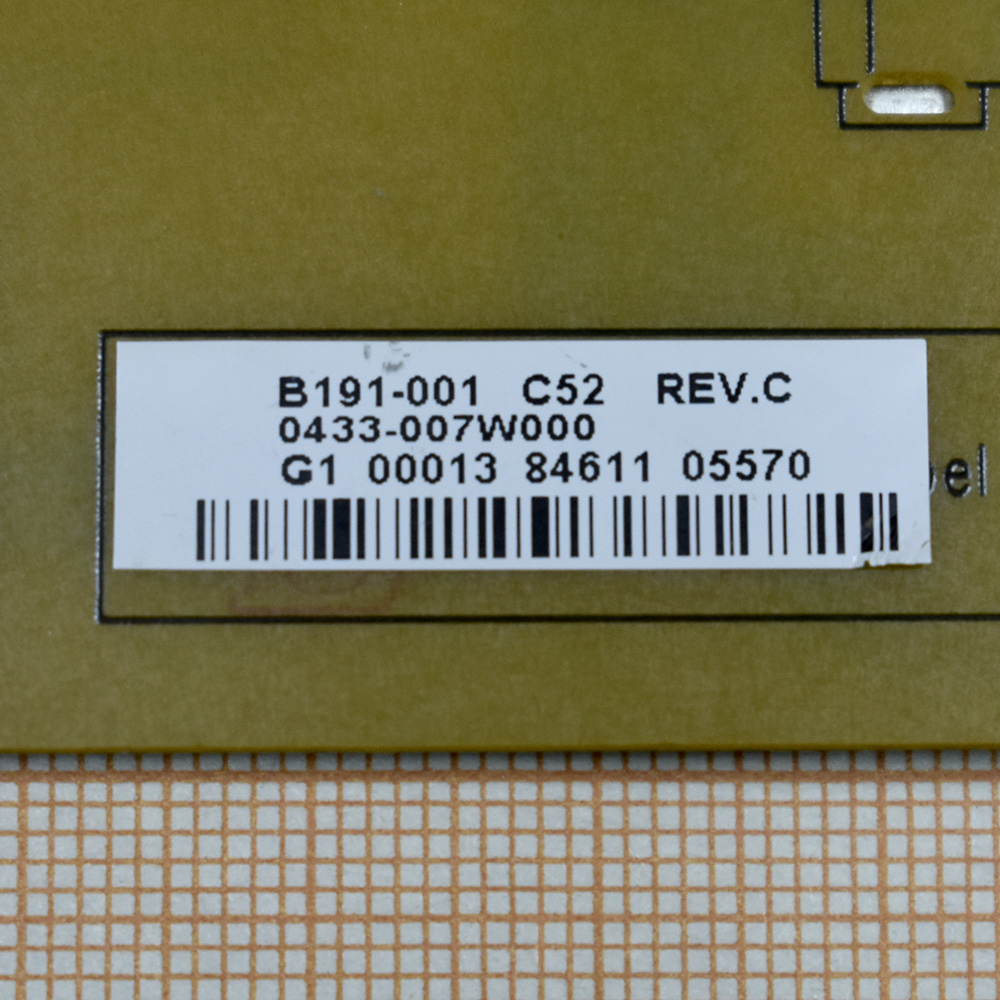 B191-001 C52 REV.C
0433-007W000
G1 00013 84611 05570